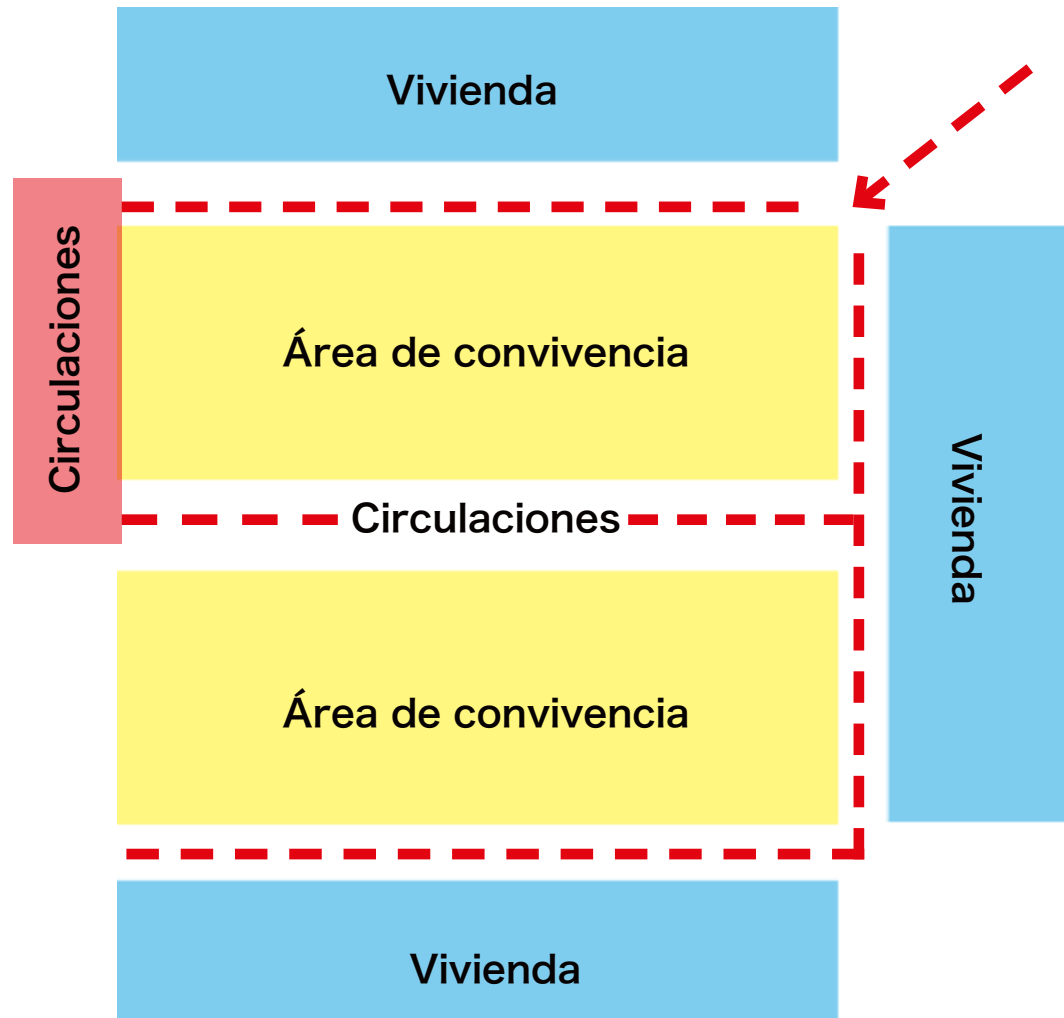 Vivienda
Circulaciones
Área de convivencia
Vivienda
Circulaciones
Área de convivencia
Vivienda